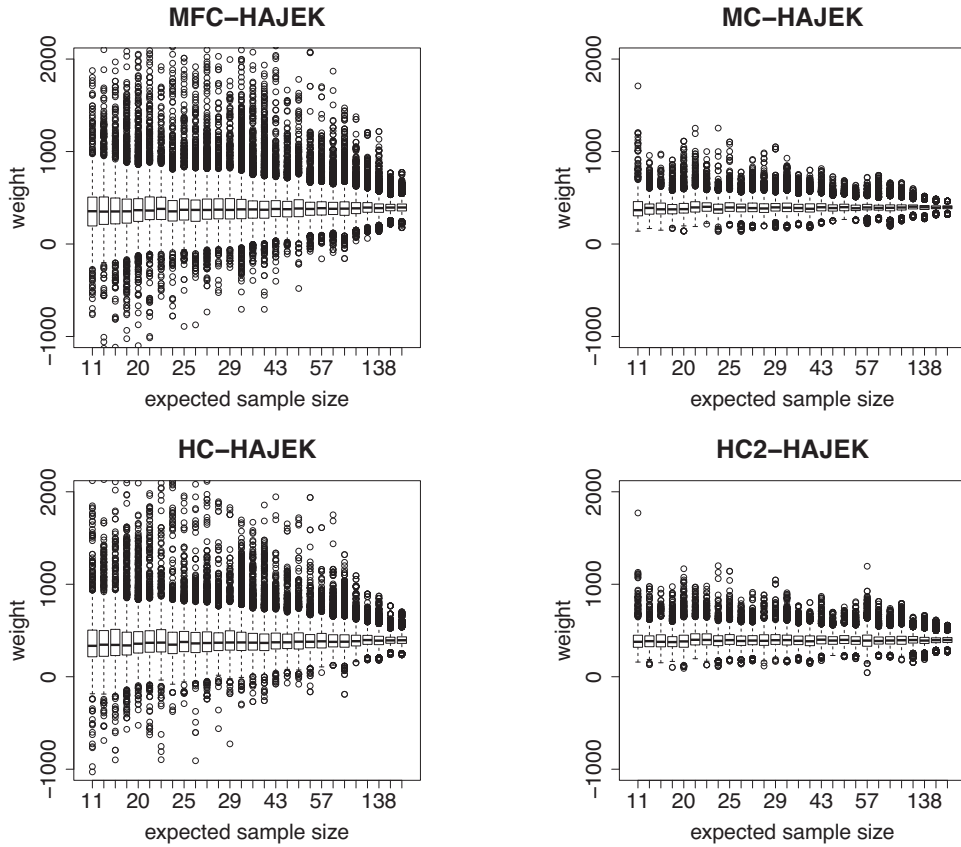 MFC−HAJEK
2000
1000
0
−1000
weight
11 20 25 29 43 57 138
expected sample size
MC−HAJEK
2000
1000
0
−1000
weight
11 20 25 29 43 57 138
expected sample size
HC−HAJEK
2000
1000
0
−1000
weight
11 20 25 29 43 57 138
expected sample size
HC2−HAJEK
2000
1000
0
−1000
weight
11 20 25 29 43 57 138
expected sample size